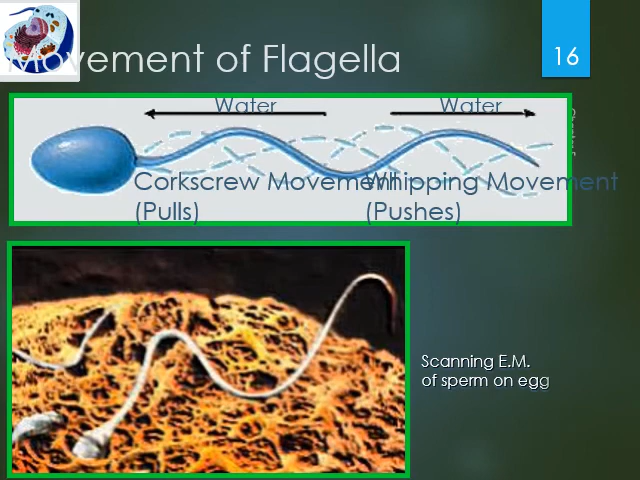 Movement of Flagella
16
Water
Water
Corkscrew Movement
(Pulls)
Whipping Movement
(Pushes)
Scanning E.M.
of sperm on egg